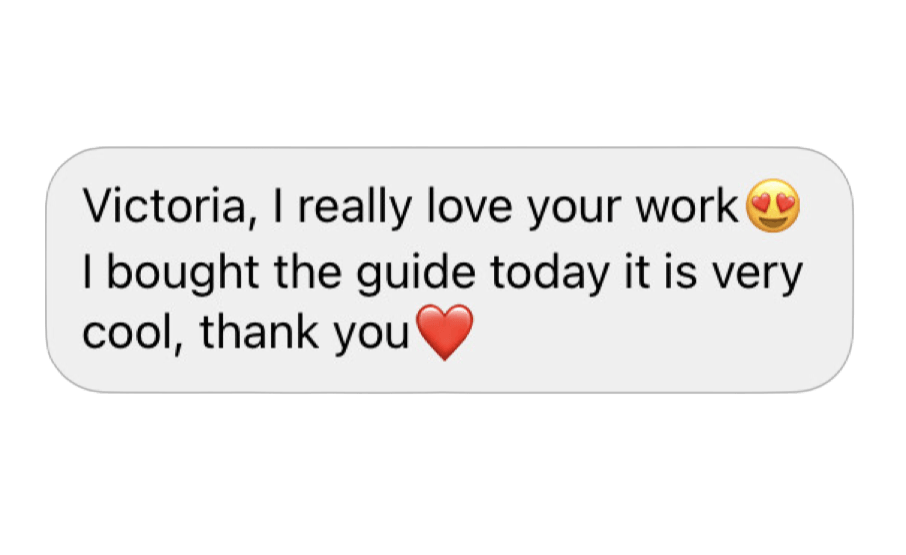 Victoria, I really love your work😍
I bought the guide today it is very
cool, thank you❤️